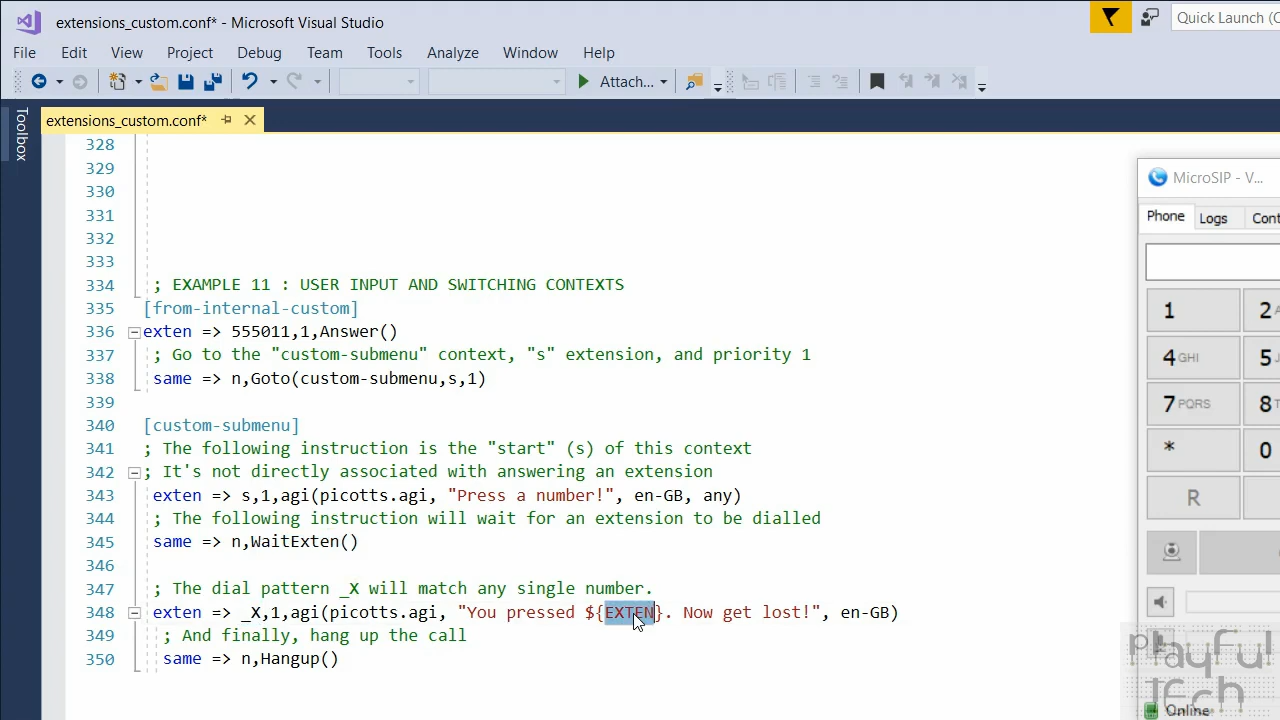 extensions_custom.conf* - Microsoft Visual Studio
Quick Launch (C
File Edit View Project Debug Team Tools Analyze Window Help
Attach...
Toolbox
extensions_custom.conf*
328
329
330
331
332
333
334 ; EXAMPLE 11 : USER INPUT AND SWITCHING CONTEXTS
335 [from-internal-custom]
336 exten => 555011,1,Answer()
337 ; Go to the "custom-submenu" context, "s" extension, and priority 1
338 same => n,Goto(custom-submenu,s,1)
339
340 [custom-submenu]
341 ; The following instruction is the "start" (s) of this context
342 ; It's not directly associated with answering an extension
343 exten => s,1,agi(picotts.agi, "Press a number!", en-GB, any)
344 ; The following instruction will wait for an extension to be dialled
345 same => n,WaitExten()
346
347 ; The dial pattern _X will match any single number.
348 exten => _X,1,agi(picotts.agi, "You pressed ${EXTEN}. Now get lost!", en-GB)
349 ; And finally, hang up the call
350 same => n,Hangup()
MicroSIP - V...
Phone Logs Cont
1 2
4 GHI 5
7 PQRS 8
* 0
R
playful
tech
Online